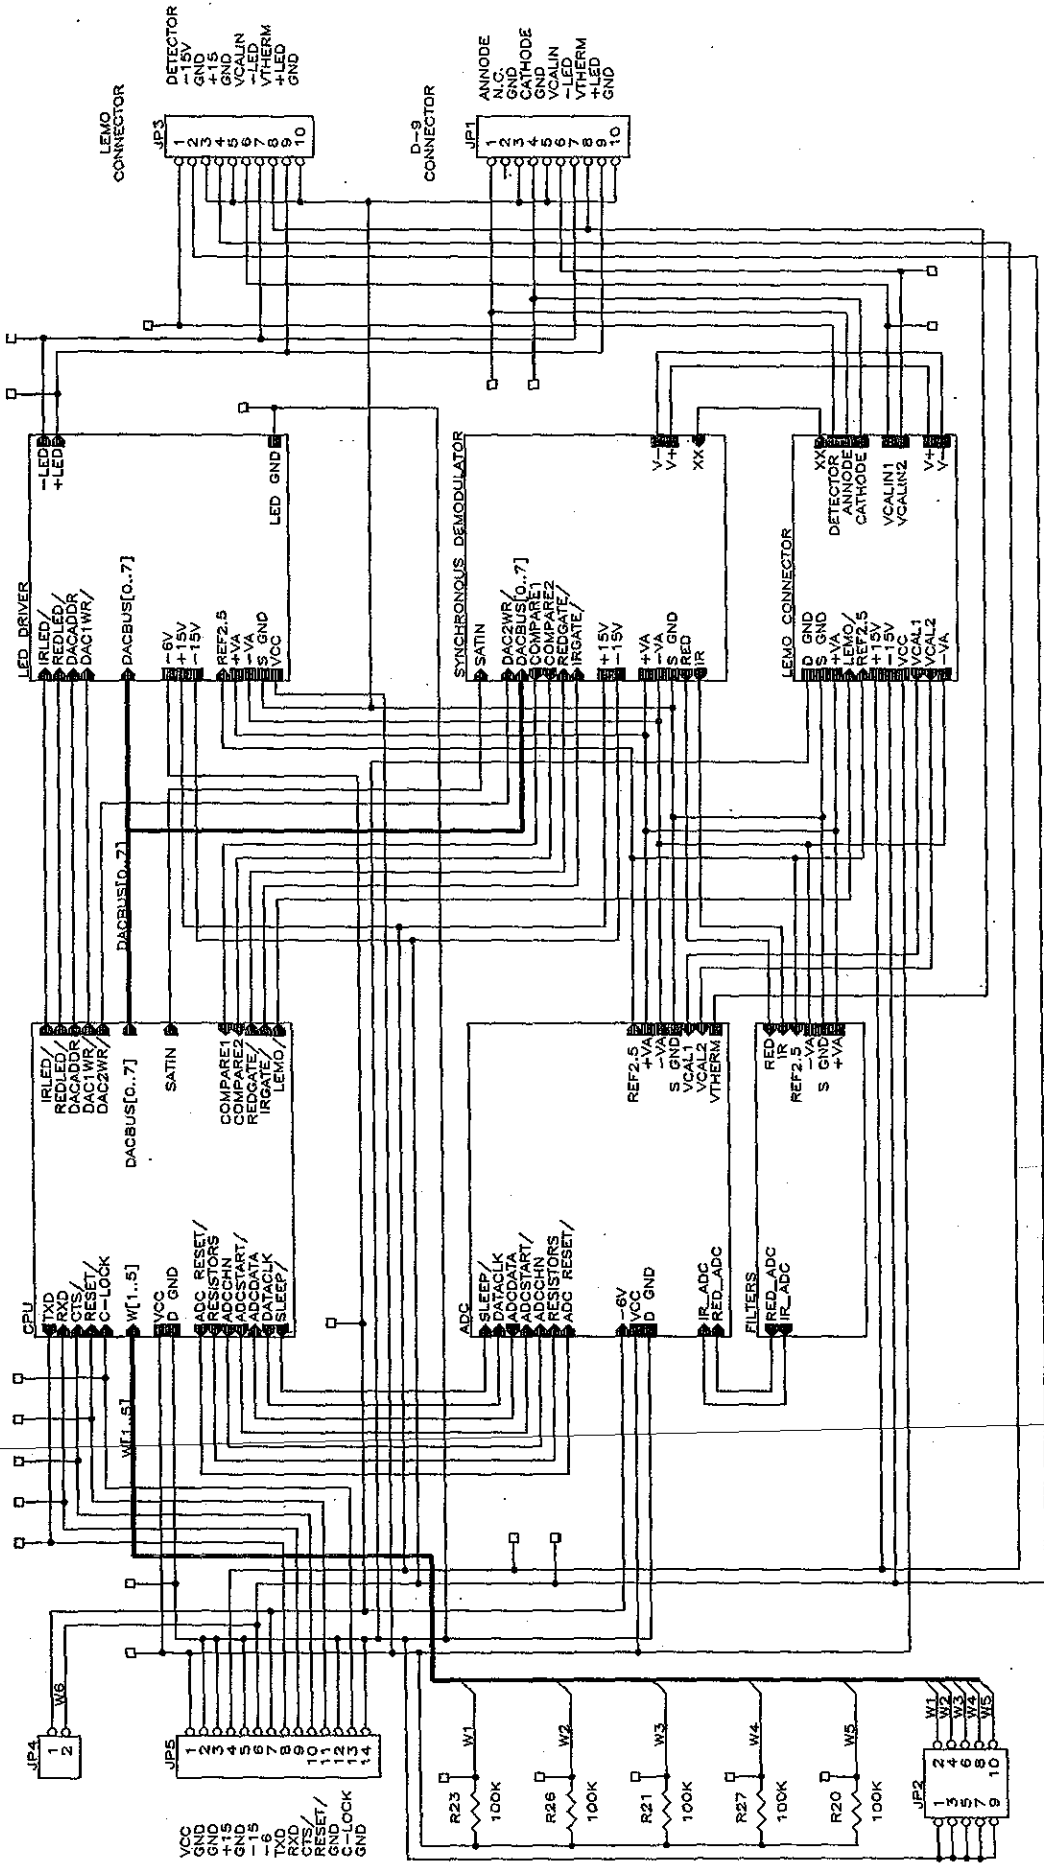 LEMO
CONNECTOR
JP3
1
2
3
4
5
6
7
8
9
10
DETECTOR
-15V
GND
+15
GND
VCALIN
-LED
VTHERM
+LED
GND
D-9
CONNECTOR
JP1
1
2
3
4
5
6
7
8
9
10
ANNODE
N.C.
GND
CATHODE
GND
VCALIN
-LED
VTHERM
+LED
GND
LED DRIVER
IRLED/
REDLED/
DACADDR
DAC1WR/
DACBUS[0..7]
-6V
+15V
-15V
REF2.5
+VA
-VA
S GND
VCC
-LED
+LED
LED GND
SYNCHRONOUS DEMODULATOR
SATIN
DAC2WR/
DACBUS[0..7]
COMPARE1
COMPARE2
REDGATE/
IRGATE/
+15V
-15V
+VA
-VA
S GND
RED
IR
V-
V+
XX
LEMO CONNECTOR
D GND
S GND
+VA
LEMO/
REF2.5
+15V
-15V
VCC
VCAL1
VCAL2
-VA
XX
DETECTOR
ANNODE
CATHODE
VCALIN1
VCALIN2
V+
V-
DACBUS[0..7]
CPU
TXD
RXD
CTS/
RESET/
C-LOCK
W[1..5]
VCC
D GND
ADC RESET/
RESISTORS
ADCCHN
ADCSTART/
ADCDATA
DATACLK
SLEEP/
IRLED/
REDLED/
DACADDR
DAC1WR/
DAC2WR/
DACBUS[0..7]
SATIN
COMPARE1
COMPARE2
REDGATE/
IRGATE/
LEMO/
ADC
SLEEP/
DATACLK
ADCDATA
ADCSTART/
ADCCHN
RESISTORS
ADC RESET/
-6V
VCC
D GND
IR_ADC
RED_ADC
REF2.5
+VA
-VA
S GND
VCAL1
VCAL2
VTHERM
FILTERS
RED_ADC
IR_ADC
RED
IR
REF2.5
-VA
S GND
+VA
W[1..5]
JP4
1
2
W6
JP5
1
2
3
4
5
6
7
8
9
10
11
12
13
14
VCC
GND
GND
+15
GND
-15
-6
TXD
RXD
CTS/
RESET/
GND
C-LOCK
GND
R23
100K
W1
R26
100K
W2
R21
100K
W3
R27
100K
W4
R20
100K
W5
JP2
1 2
3 4
5 6
7 8
9 10
W1
W2
W3
W4
W5